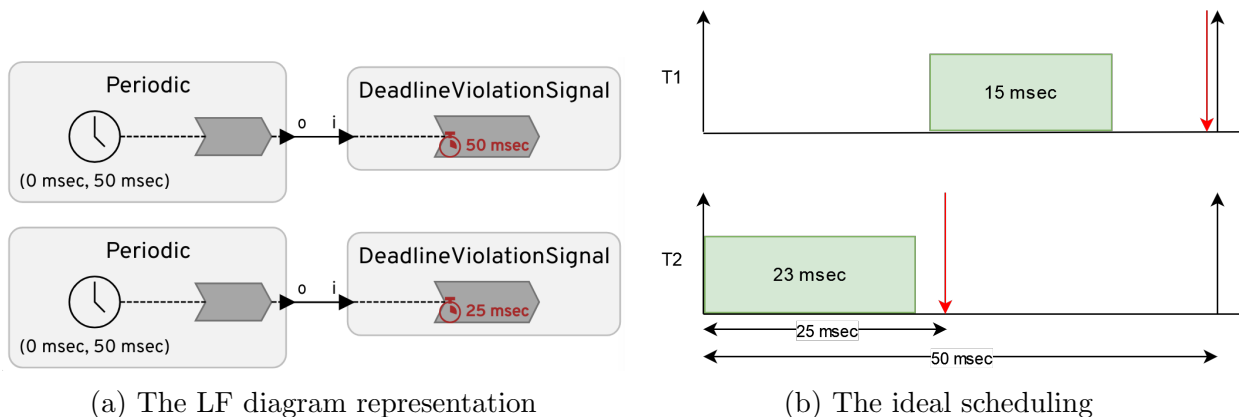 Periodic
(0 msec, 50 msec)
o
i
DeadlineViolationSignal
50 msec
Periodic
(0 msec, 50 msec)
o
i
DeadlineViolationSignal
25 msec
(a) The LF diagram representation
T1
15 msec
T2
23 msec
25 msec
50 msec
(b) The ideal scheduling